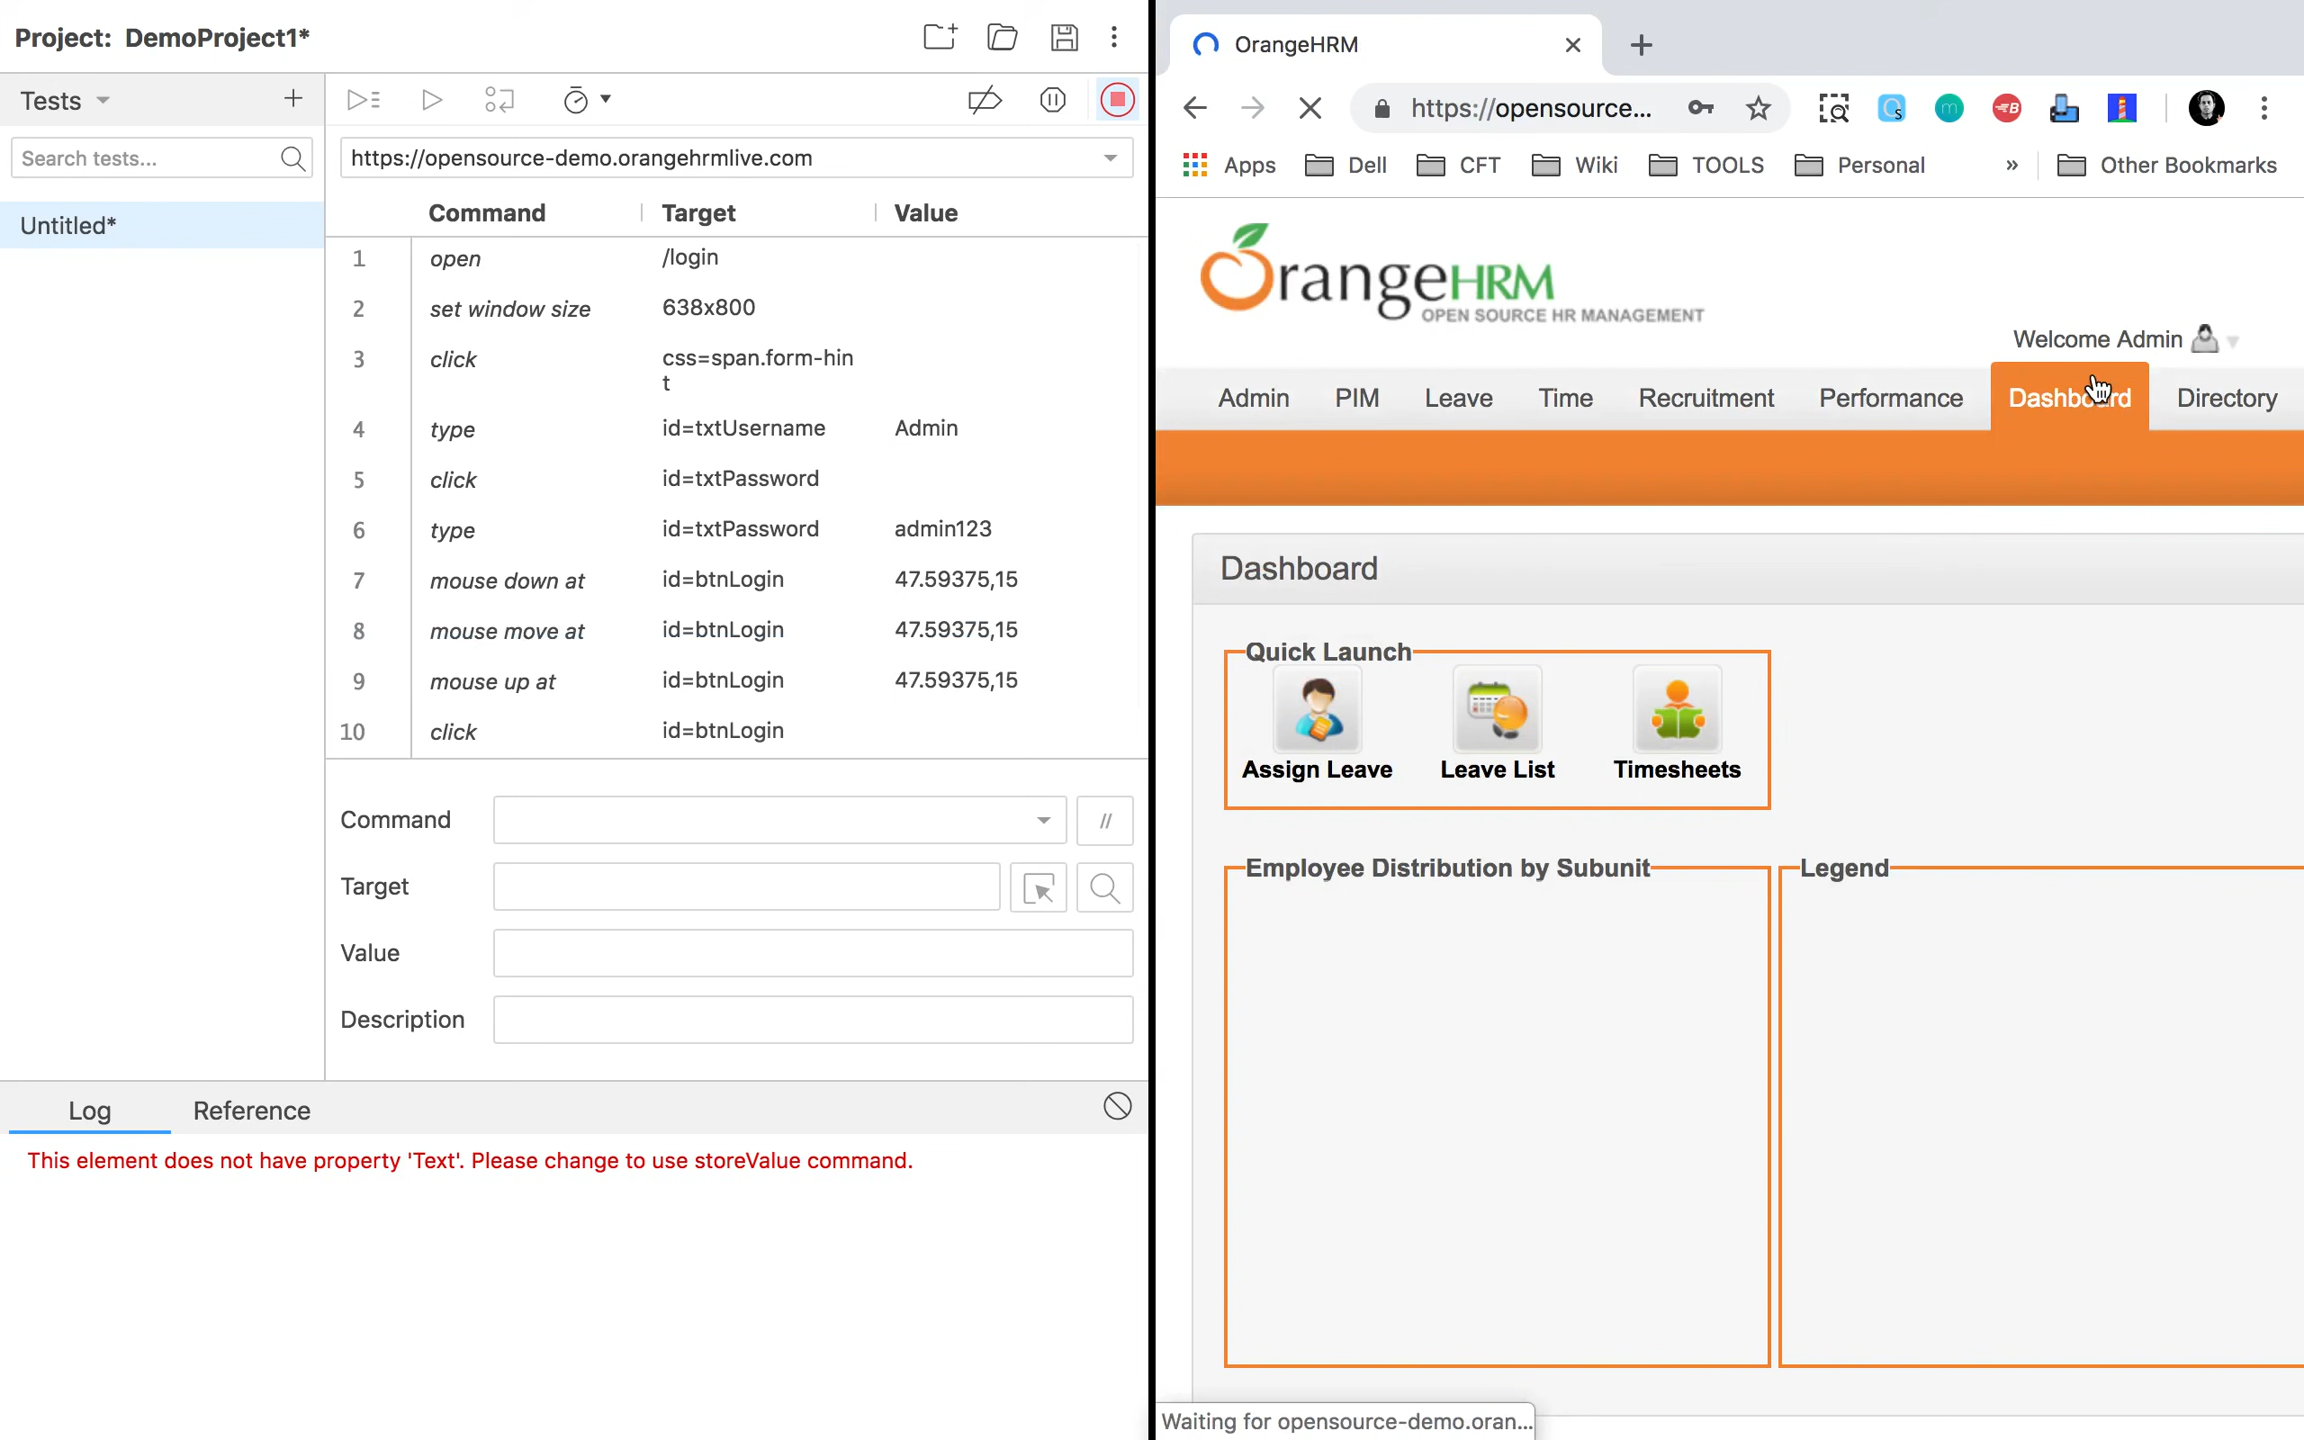 Project: DemoProject1*
Tests
Search tests...
Untitled*
https://opensource-demo.orangehrmlive.com
Command Target Value
1 open /login
2 set window size 638x800
3 click css=span.form-hin
t
4 type id=txtUsername Admin
5 click id=txtPassword
6 type id=txtPassword admin123
7 mouse down at id=btnLogin 47.59375,15
8 mouse move at id=btnLogin 47.59375,15
9 mouse up at id=btnLogin 47.59375,15
10 click id=btnLogin
Command //
Target
Value
Description
Log Reference
This element does not have property 'Text'. Please change to use storeValue command.
OrangeHRM
https://opensource...
Apps Dell CFT Wiki TOOLS Personal » Other Bookmarks
OrangeHRM
OPEN SOURCE HR MANAGEMENT
Welcome Admin
Admin PIM Leave Time Recruitment Performance Dashboard Directory
Dashboard
Quick Launch
Assign Leave Leave List Timesheets
Employee Distribution by Subunit Legend
Waiting for opensource-demo.oran...